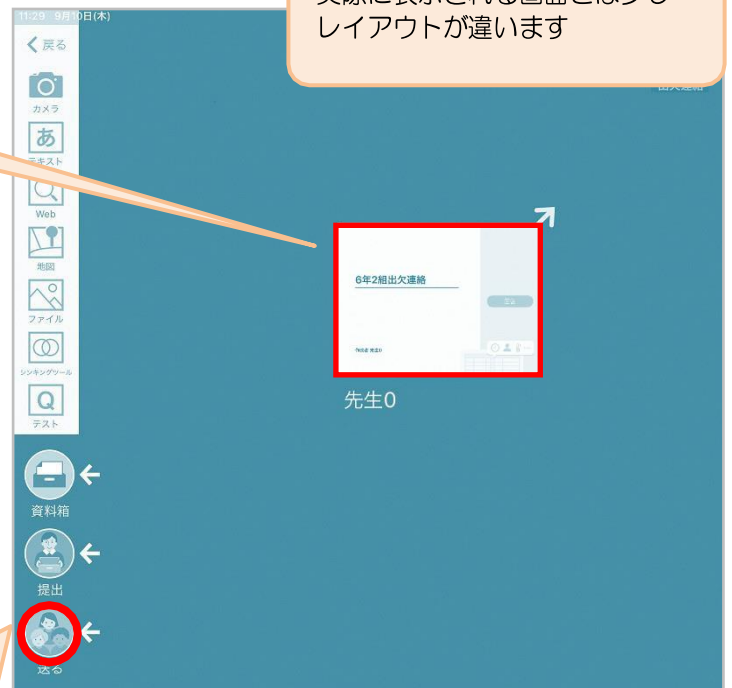 11:29 9月10日(木)
レイアウトが違います
戻る
カメラ
あ
テキスト
Web
地図
ファイル
シンキングツール
Q
テスト
6年2組出欠連絡
先生0
資料箱
提出
送る